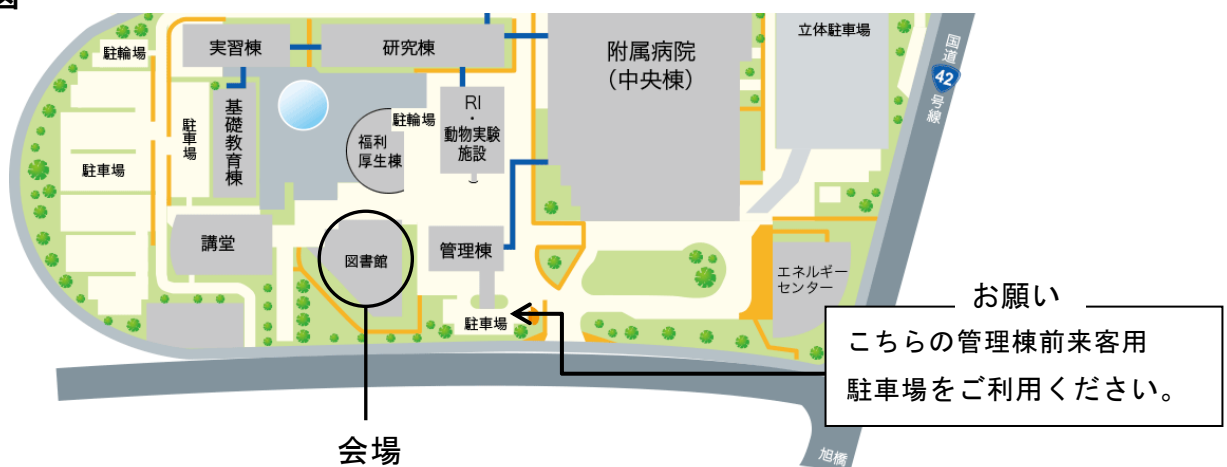 図
立体駐車場
国道
42
号線
実習棟
研究棟
附属病院
(中央棟)
駐輪場
RI
・
動物実験
施設
駐輪場
基礎教育棟
駐車場
福利
厚生棟
駐車場
講堂
図書館
管理棟
エネルギー
センター
駐車場
お願い
こちらの管理棟前来客用
駐車場をご利用ください。
会場
旭橋